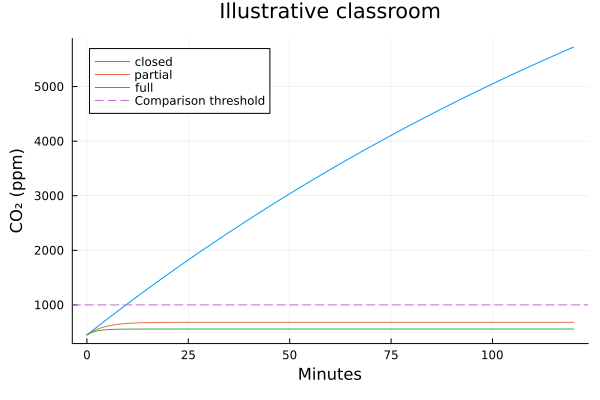 Illustrative classroom
closed
partial
full
Comparison threshold
CO₂ (ppm)
5000
4000
3000
2000
1000
0
25
50
75
100
Minutes